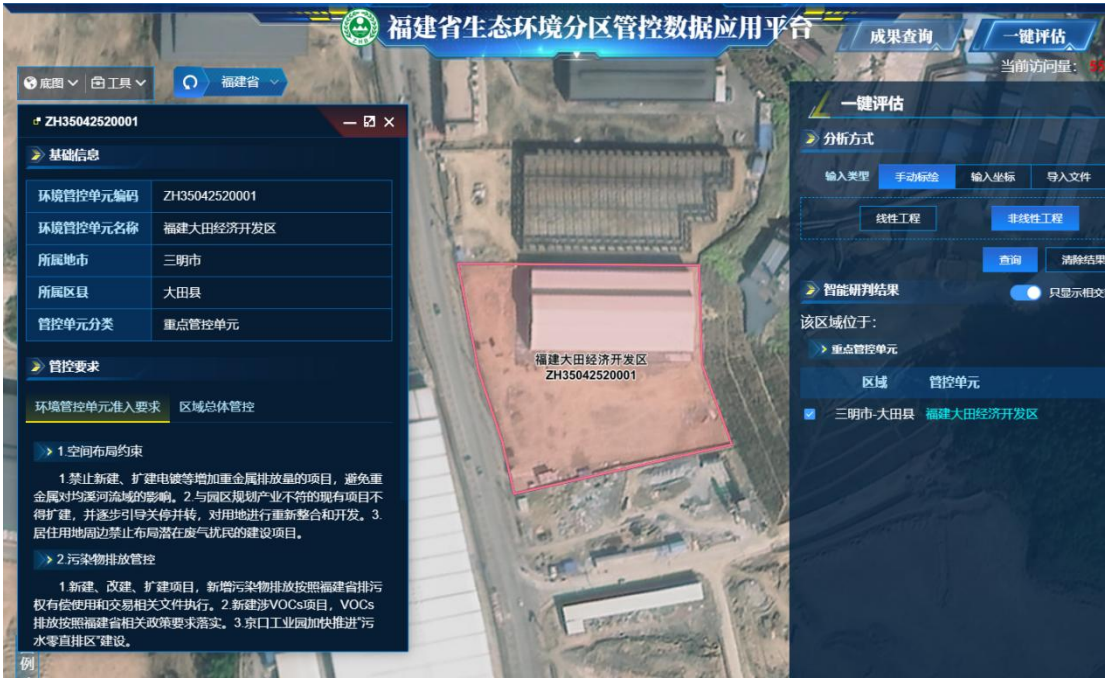 福建省生态环境分区管控数据应用平台
成果查询
一键评估
当前访问量：
底图
工具
福建省
ZH35042520001
基础信息
环境管控单元编码 ZH35042520001
环境管控单元名称 福建大田经济开发区
所属地市 三明市
所属区县 大田县
管控单元分类 重点管控单元
管控要求
环境管控单元准入要求 区域总体管控
1.空间布局约束
1.禁止新建、扩建电镀等增加重金属排放量的项目，避免重
金属对均溪河流域的影响。2.与园区规划产业不符的现有项目不
得扩建，并逐步引导关停并转，对用地进行重新整合和开发。3.
居住用地周边禁止布局潜在废气扰民的建设项目。
2.污染物排放管控
1.新建、改建、扩建项目，新增污染物排放按照福建省排污
权有偿使用和交易相关文件执行。2.新建涉VOCs项目，VOCs
排放按照福建省相关政策要求落实。3.京口工业园加快推进“污
水零直排区”建设。
例
福建大田经济开发区
ZH35042520001
一键评估
分析方式
输入类型 手动标绘 输入坐标 导入文件
线性工程 非线性工程
查询 清除结果
智能研判结果 只显示相交
该区域位于：
重点管控单元
区域 管控单元
三明市-大田县 福建大田经济开发区